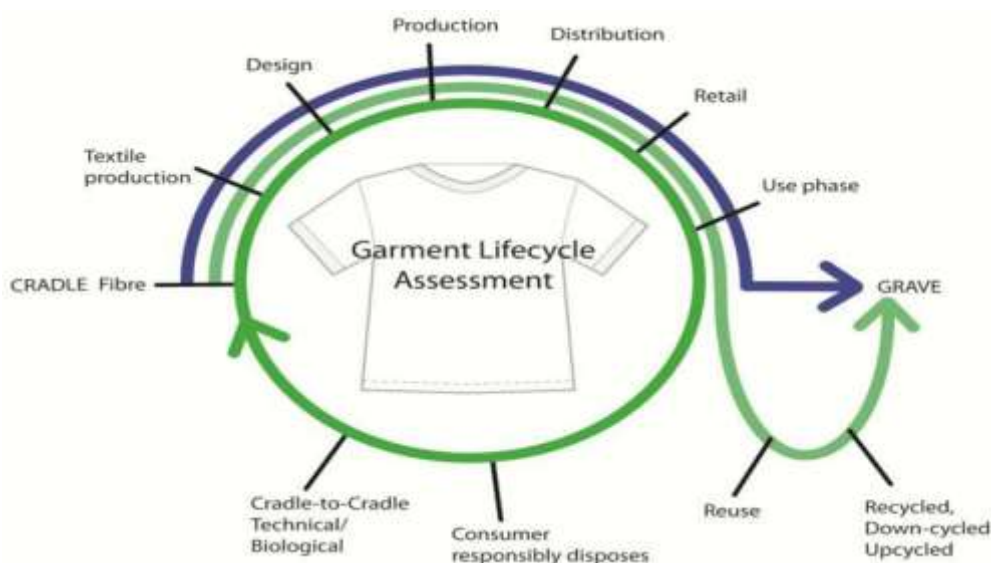 Production
Distribution
Design
Retail
Textile
production
Use phase
Garment Lifecycle
Assessment
CRADLE Fibre
GRAVE
Cradle-to-Cradle
Technical/
Biological
Consumer
responsibly disposes
Reuse
Recycled,
Down-cycled
Upcycled